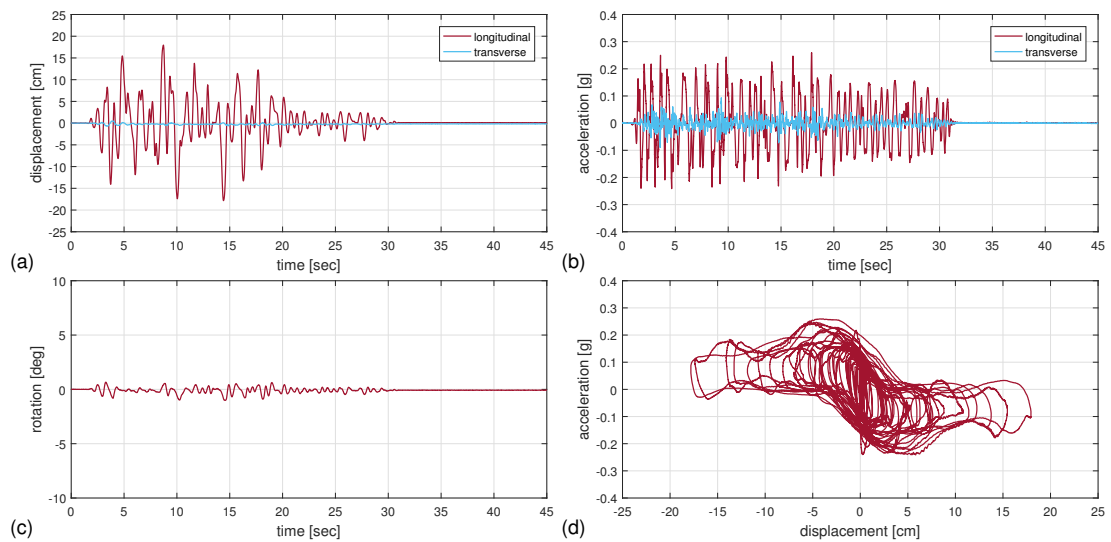 25
20
15
10
5
0
-5
-10
-15
-20
-25
displacement [cm]
longitudinal
transverse
0 5 10 15 20 25 30 35 40 45
time [sec]
(a)
0.4
0.3
0.2
0.1
0
-0.1
-0.2
-0.3
-0.4
acceleration [g]
longitudinal
transverse
0 5 10 15 20 25 30 35 40 45
time [sec]
(b)
10
5
0
-5
-10
rotation [deg]
0 5 10 15 20 25 30 35 40 45
time [sec]
(c)
0.4
0.3
0.2
0.1
0
-0.1
-0.2
-0.3
-0.4
acceleration [g]
-25 -20 -15 -10 -5 0 5 10 15 20 25
displacement [cm]
(d)